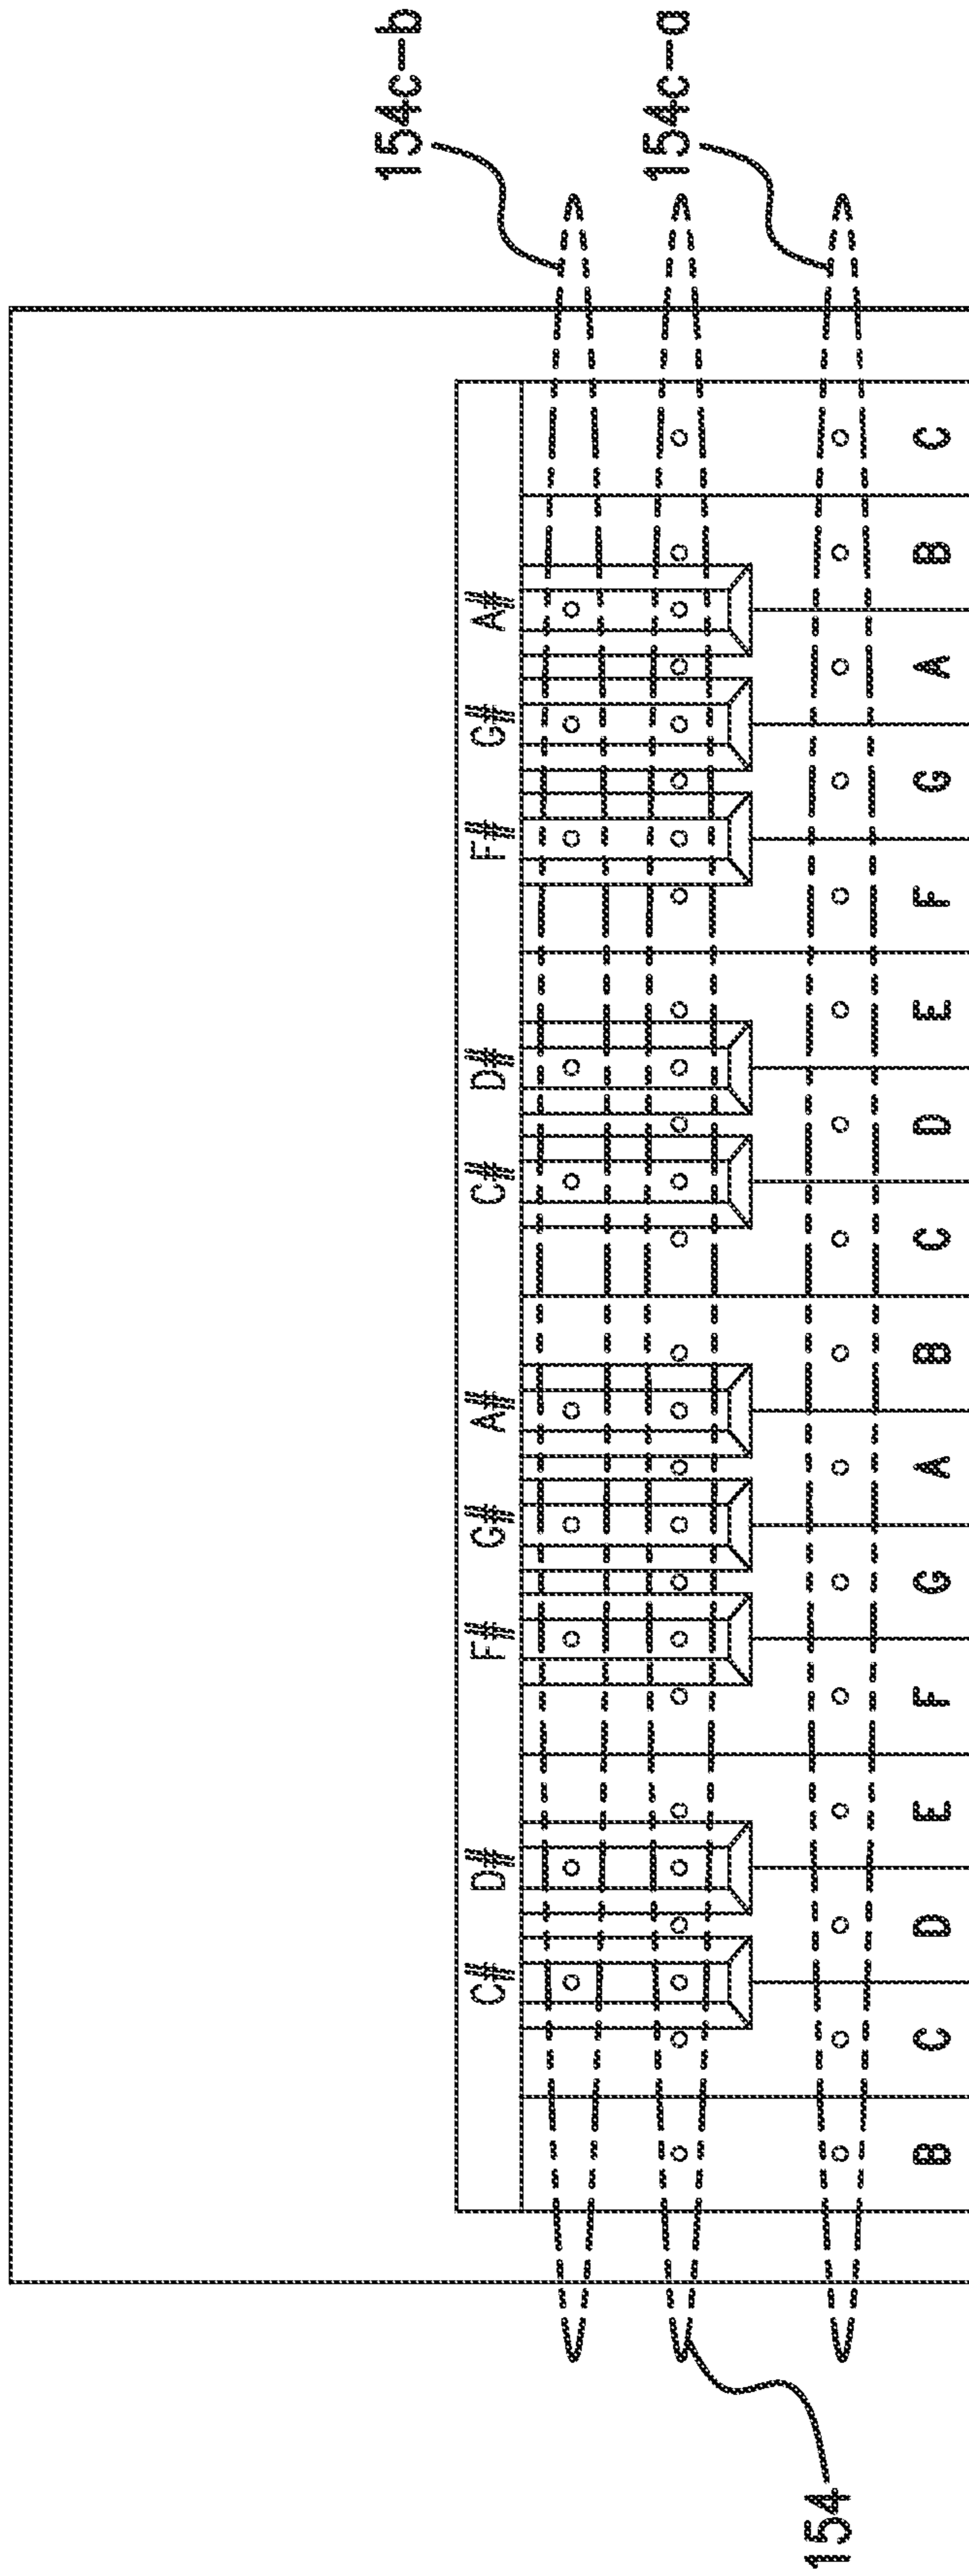 154c-b
C# D# F# G# A# C# D# F# G# A#
154c-a
154
B C D E F G A B C D E F G A B C